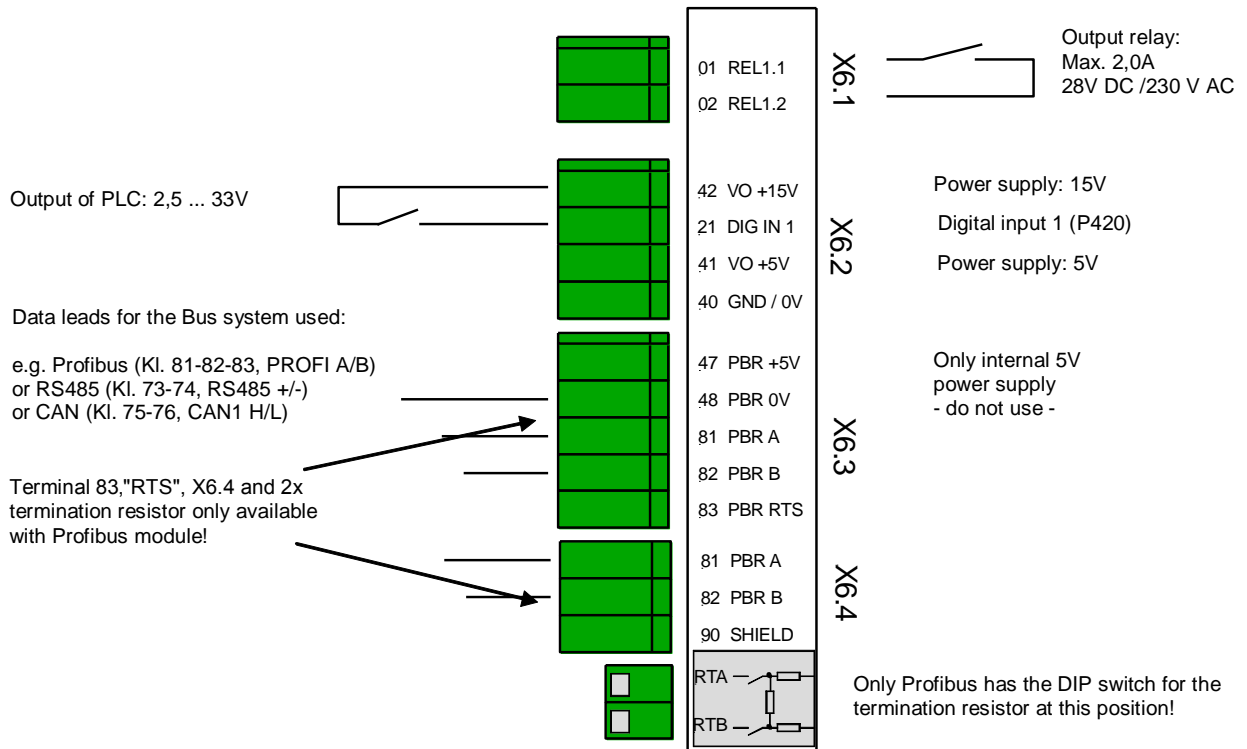 01 REL1.1
02 REL1.2
X6.1
Output relay:
Max. 2,0A
28V DC /230 V AC
Output of PLC: 2,5 ... 33V
42 VO +15V
21 DIG IN 1
41 VO +5V
40 GND / 0V
X6.2
Power supply: 15V
Digital input 1 (P420)
Power supply: 5V
Data leads for the Bus system used:
e.g. Profibus (Kl. 81-82-83, PROFI A/B)
or RS485 (Kl. 73-74, RS485 +/-)
or CAN (Kl. 75-76, CAN1 H/L)
Terminal 83,"RTS", X6.4 and 2x
termination resistor only available
with Profibus module!
47 PBR +5V
48 PBR 0V
81 PBR A
82 PBR B
83 PBR RTS
X6.3
Only internal 5V
power supply
- do not use -
81 PBR A
82 PBR B
90 SHIELD
X6.4
RTA
RTB
Only Profibus has the DIP switch for the
termination resistor at this position!